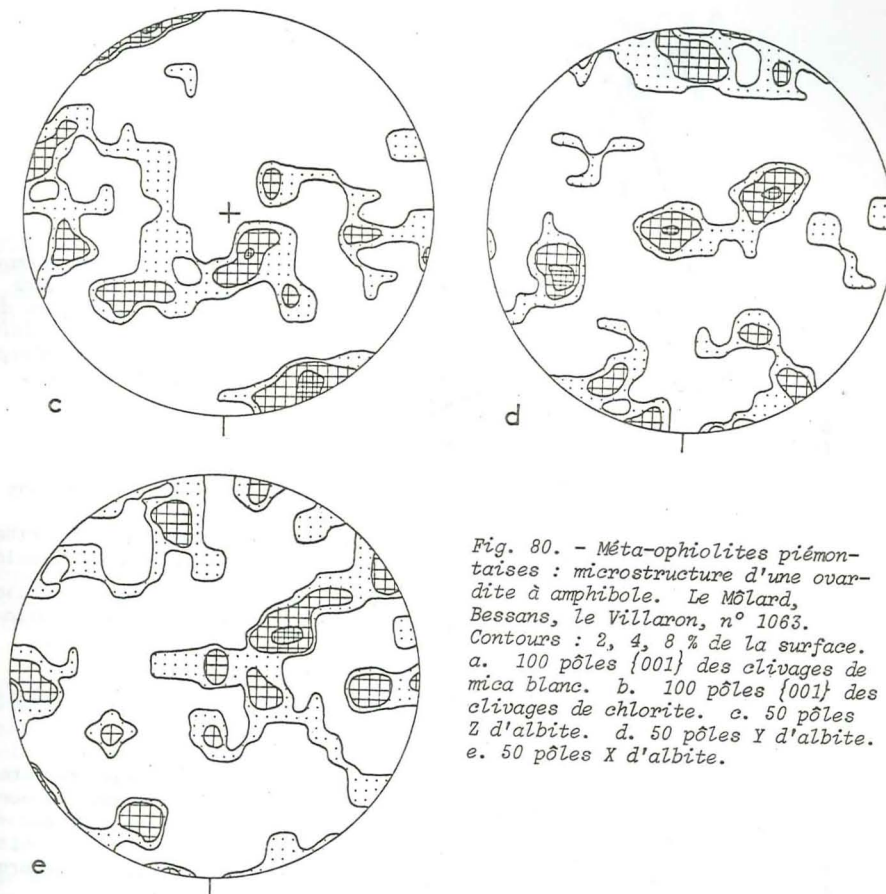 c
d
e
Fig. 80. - Méta-ophiolites piémon-
taises : microstructure d'une ovar-
dite à amphibole. Le Môlard,
Bessans, le Villaron, n° 1063.
Contours : 2, 4, 8 % de la surface.
a. 100 pôles {001} des clivages de
mica blanc. b. 100 pôles {001} des
clivages de chlorite. c. 50 pôles
Z d'albite. d. 50 pôles Y d'albite.
e. 50 pôles X d'albite.